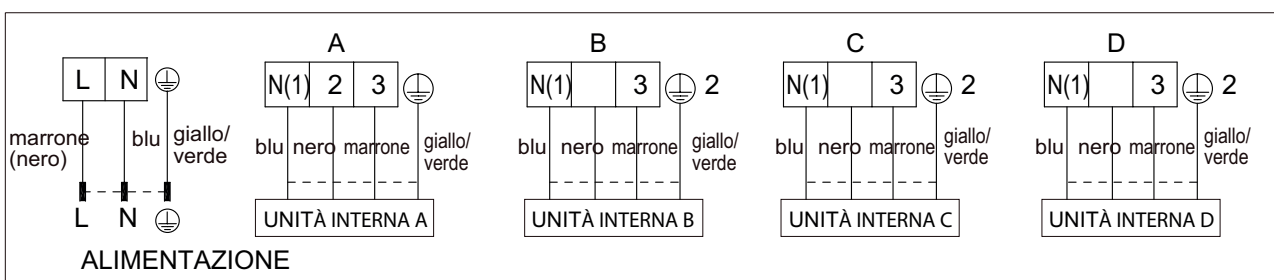 A B C D
L N
N(1) 2 3
N(1) 3 2
N(1) 3 2
N(1) 3 2
marrone
(nero)
blu
giallo/
verde
blu nero marrone
giallo/
verde
blu nero marrone
giallo/
verde
blu nero marrone
giallo/
verde
blu nero marrone
giallo/
verde
L N
UNITÀ INTERNA A
UNITÀ INTERNA B
UNITÀ INTERNA C
UNITÀ INTERNA D
ALIMENTAZIONE